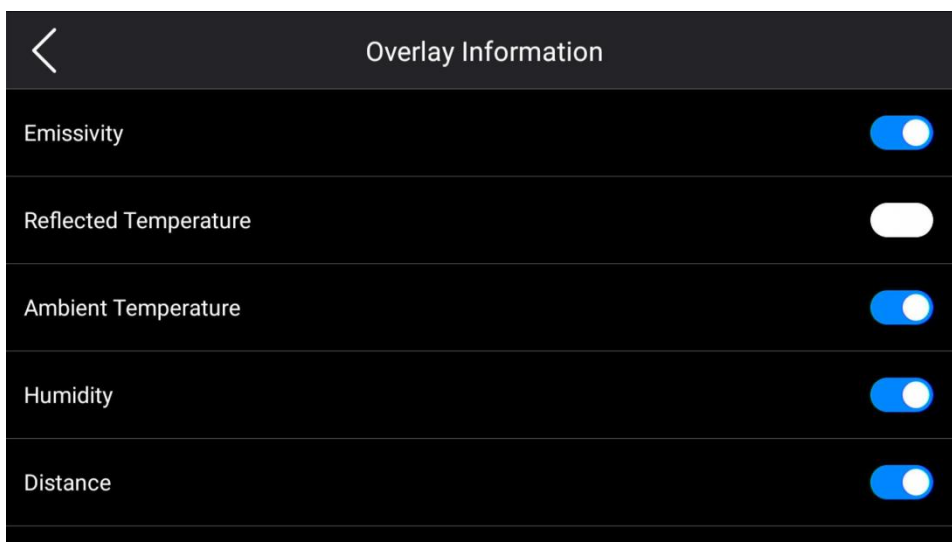 Overlay Information
Emissivity
Reflected Temperature
Ambient Temperature
Humidity
Distance